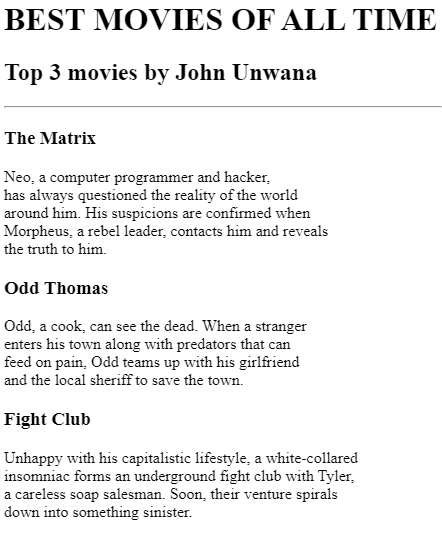 BEST MOVIES OF ALL TIME
Top 3 movies by John Unwana
The Matrix
Neo, a computer programmer and hacker,
has always questioned the reality of the world
around him. His suspicions are confirmed when
Morpheus, a rebel leader, contacts him and reveals
the truth to him.
Odd Thomas
Odd, a cook, can see the dead. When a stranger
enters his town along with predators that can
feed on pain, Odd teams up with his girlfriend
and the local sheriff to save the town.
Fight Club
Unhappy with his capitalistic lifestyle, a white-collared
insomniac forms an underground fight club with Tyler,
a careless soap salesman. Soon, their venture spirals
down into something sinister.